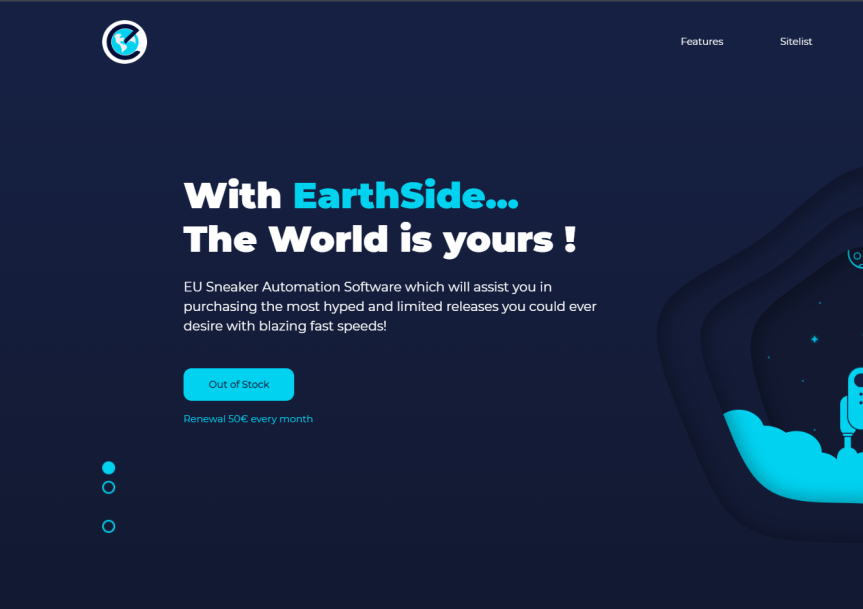 Features
Sitelist
With EarthSide...
The World is yours !
EU Sneaker Automation Software which will assist you in
purchasing the most hyped and limited releases you could ever
desire with blazing fast speeds!
Out of Stock
Renewal 50€ every month